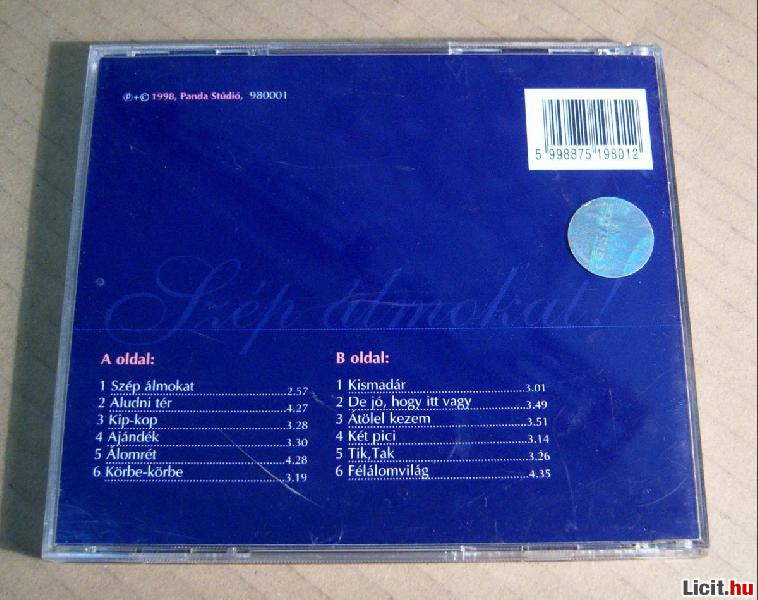 ℗+© 1998, Panda Stúdió, 980001
5 998875 198012
Szép álmokat!
A oldal:
1 Szép álmokat 2.57
2 Aludni tér 4.27
3 Kip-kop 3.28
4 Ajándék 3.30
5 Álomrét 4.28
6 Körbe-körbe 3.19
B oldal:
1 Kismadár 3.01
2 De jó, hogy itt vagy 3.49
3 Átölel kezem 3.51
4 Két pici 3.14
5 Tik,Tak 3.26
6 Félálomvilág 4.35
Licit.hu